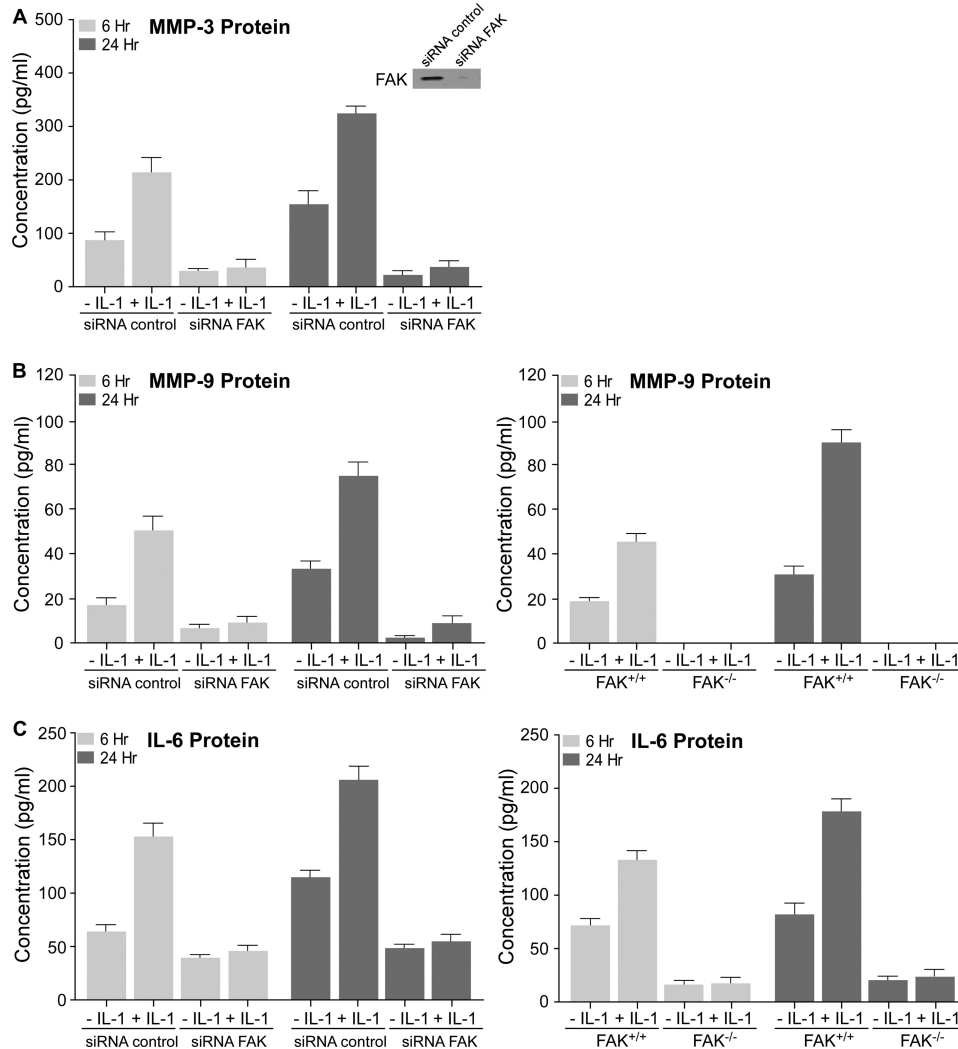 A
6 Hr
24 Hr
MMP-3 Protein
siRNA control
siRNA FAK
FAK
Concentration (pg/ml)
500
400
300
200
100
0
- IL-1 + IL-1 - IL-1 + IL-1 - IL-1 + IL-1 - IL-1 + IL-1
siRNA control siRNA FAK siRNA control siRNA FAK
B
6 Hr
24 Hr
MMP-9 Protein
Concentration (pg/ml)
120
100
80
60
40
20
0
- IL-1 + IL-1 - IL-1 + IL-1 - IL-1 + IL-1 - IL-1 + IL-1
siRNA control siRNA FAK siRNA control siRNA FAK
6 Hr
24 Hr
MMP-9 Protein
Concentration (pg/ml)
120
100
80
60
40
20
0
- IL-1 + IL-1 - IL-1 + IL-1 - IL-1 + IL-1 - IL-1 + IL-1
FAK+/+ FAK-/- FAK+/+ FAK-/-
C
6 Hr
24 Hr
IL-6 Protein
Concentration (pg/ml)
250
200
150
100
50
0
- IL-1 + IL-1 - IL-1 + IL-1 - IL-1 + IL-1 - IL-1 + IL-1
siRNA control siRNA FAK siRNA control siRNA FAK
6 Hr
24 Hr
IL-6 Protein
Concentration (pg/ml)
250
200
150
100
50
0
- IL-1 + IL-1 - IL-1 + IL-1 - IL-1 + IL-1 - IL-1 + IL-1
FAK+/+ FAK-/- FAK+/+ FAK-/-